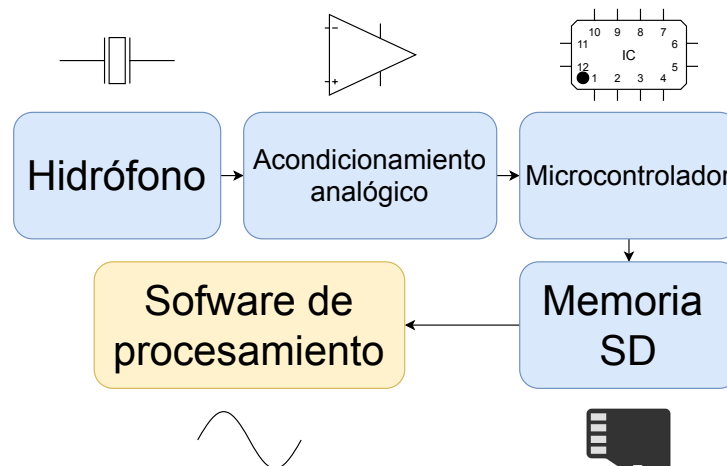 10 9 8 7
11 6
IC
12 5
1 2 3 4
Hidrófono
Acondicionamiento
analógico
Microcontrolador
Sofware de
procesamiento
Memoria
SD